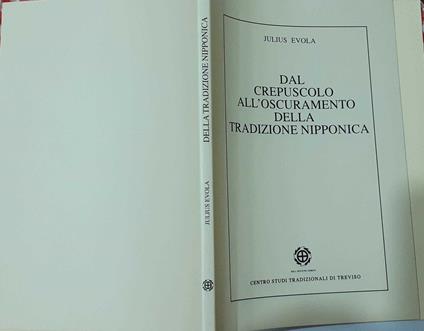 DELLA TRADIZIONE NIPPONICA
JULIUS EVOLA
JULIUS EVOLA
DAL
CREPUSCOLO
ALL'OSCURAMENTO
DELLA
TRADIZIONE NIPPONICA
CENTRO STUDI TRADIZIONALI DI TREVISO